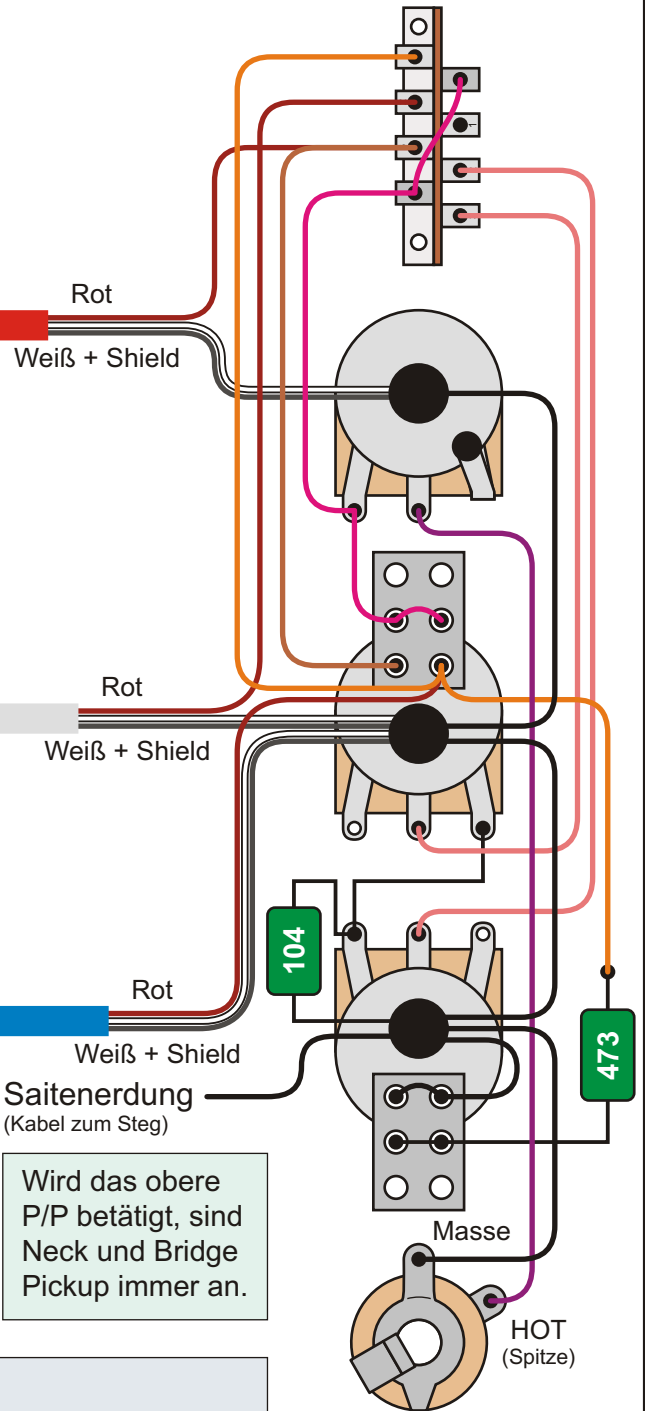 Rot
Weiß + Shield
Rot
Weiß + Shield
104
Rot
Weiß + Shield
473
Saitenerdung
(Kabel zum Steg)
Wird das obere
P/P betätigt, sind
Neck und Bridge
Pickup immer an.
Masse
HOT
(Spitze)